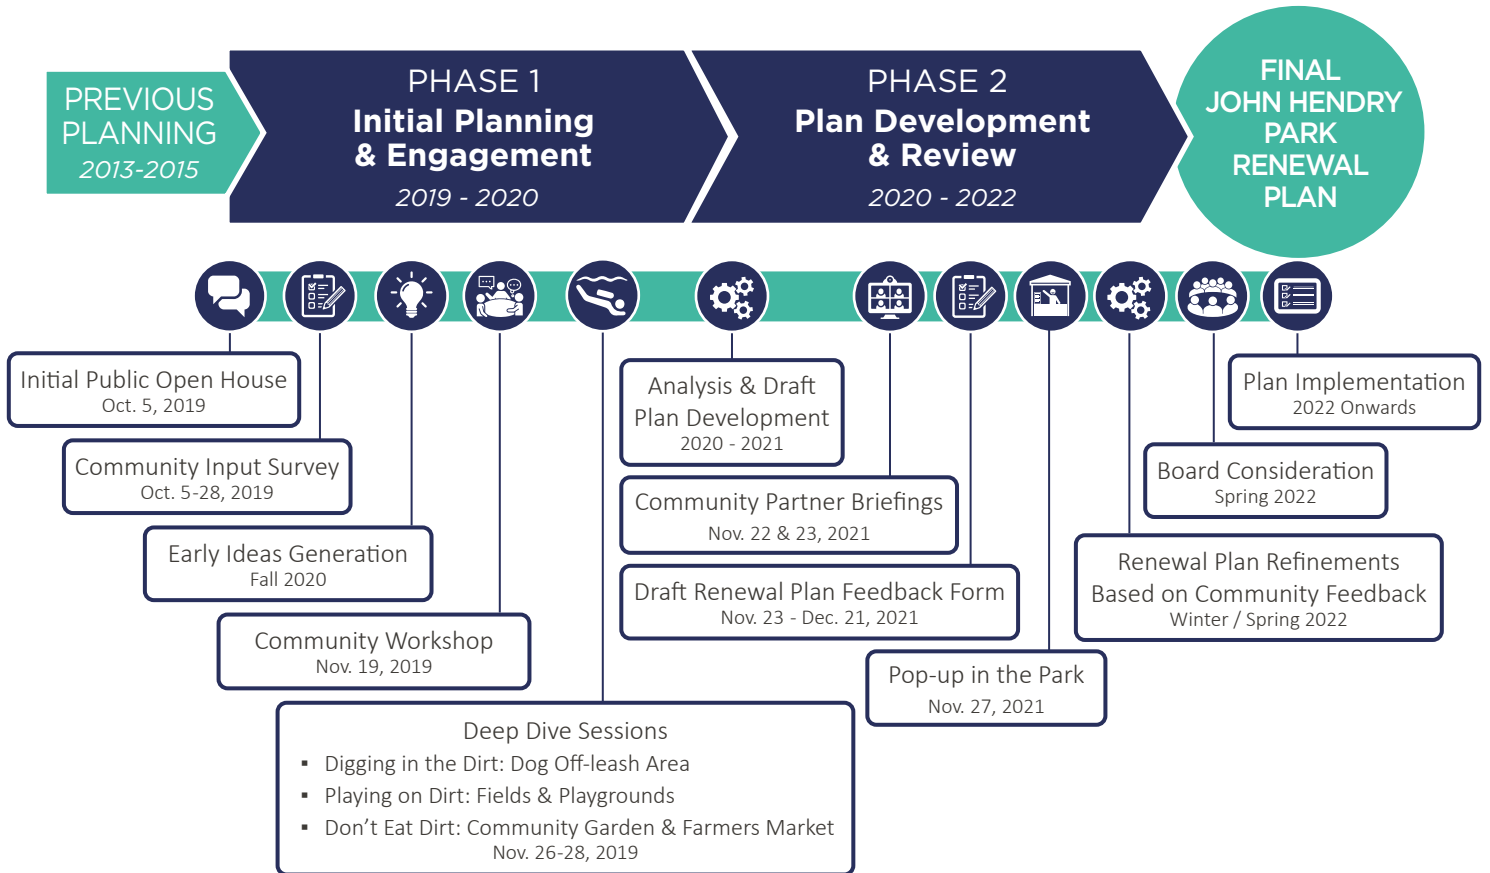 PREVIOUS
PLANNING
2013-2015
PHASE 1
Initial Planning
& Engagement
2019 - 2020
PHASE 2
Plan Development
& Review
2020 - 2022
FINAL
JOHN HENDRY
PARK
RENEWAL
PLAN
Initial Public Open House
Oct. 5, 2019
Community Input Survey
Oct. 5-28, 2019
Early Ideas Generation
Fall 2020
Community Workshop
Nov. 19, 2019
Deep Dive Sessions
▪ Digging in the Dirt: Dog Off-leash Area
▪ Playing on Dirt: Fields & Playgrounds
▪ Don't Eat Dirt: Community Garden & Farmers Market
Nov. 26-28, 2019
Analysis & Draft
Plan Development
2020 - 2021
Community Partner Briefings
Nov. 22 & 23, 2021
Draft Renewal Plan Feedback Form
Nov. 23 - Dec. 21, 2021
Pop-up in the Park
Nov. 27, 2021
Renewal Plan Refinements
Based on Community Feedback
Winter / Spring 2022
Board Consideration
Spring 2022
Plan Implementation
2022 Onwards